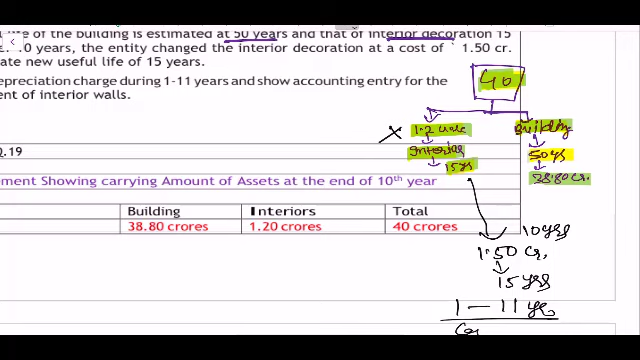 life of the building is estimated at 50 years and that of interior decoration 15
0 years, the entity changed the interior decoration at a cost of ` 1.50 cr.
ate new useful life of 15 years.
epreciation charge during 1-11 years and show accounting entry for the
ent of interior walls.
40
1.2 crore
Interior
15 yrs
Building
50 yrs
38.80 Cr.
Q.19
ement Showing carrying Amount of Assets at the end of 10th year
Building Interiors Total
38.80 crores 1.20 crores 40 crores
10 yrs
1.50 Cr.
15 yrs
1 — 11 yr